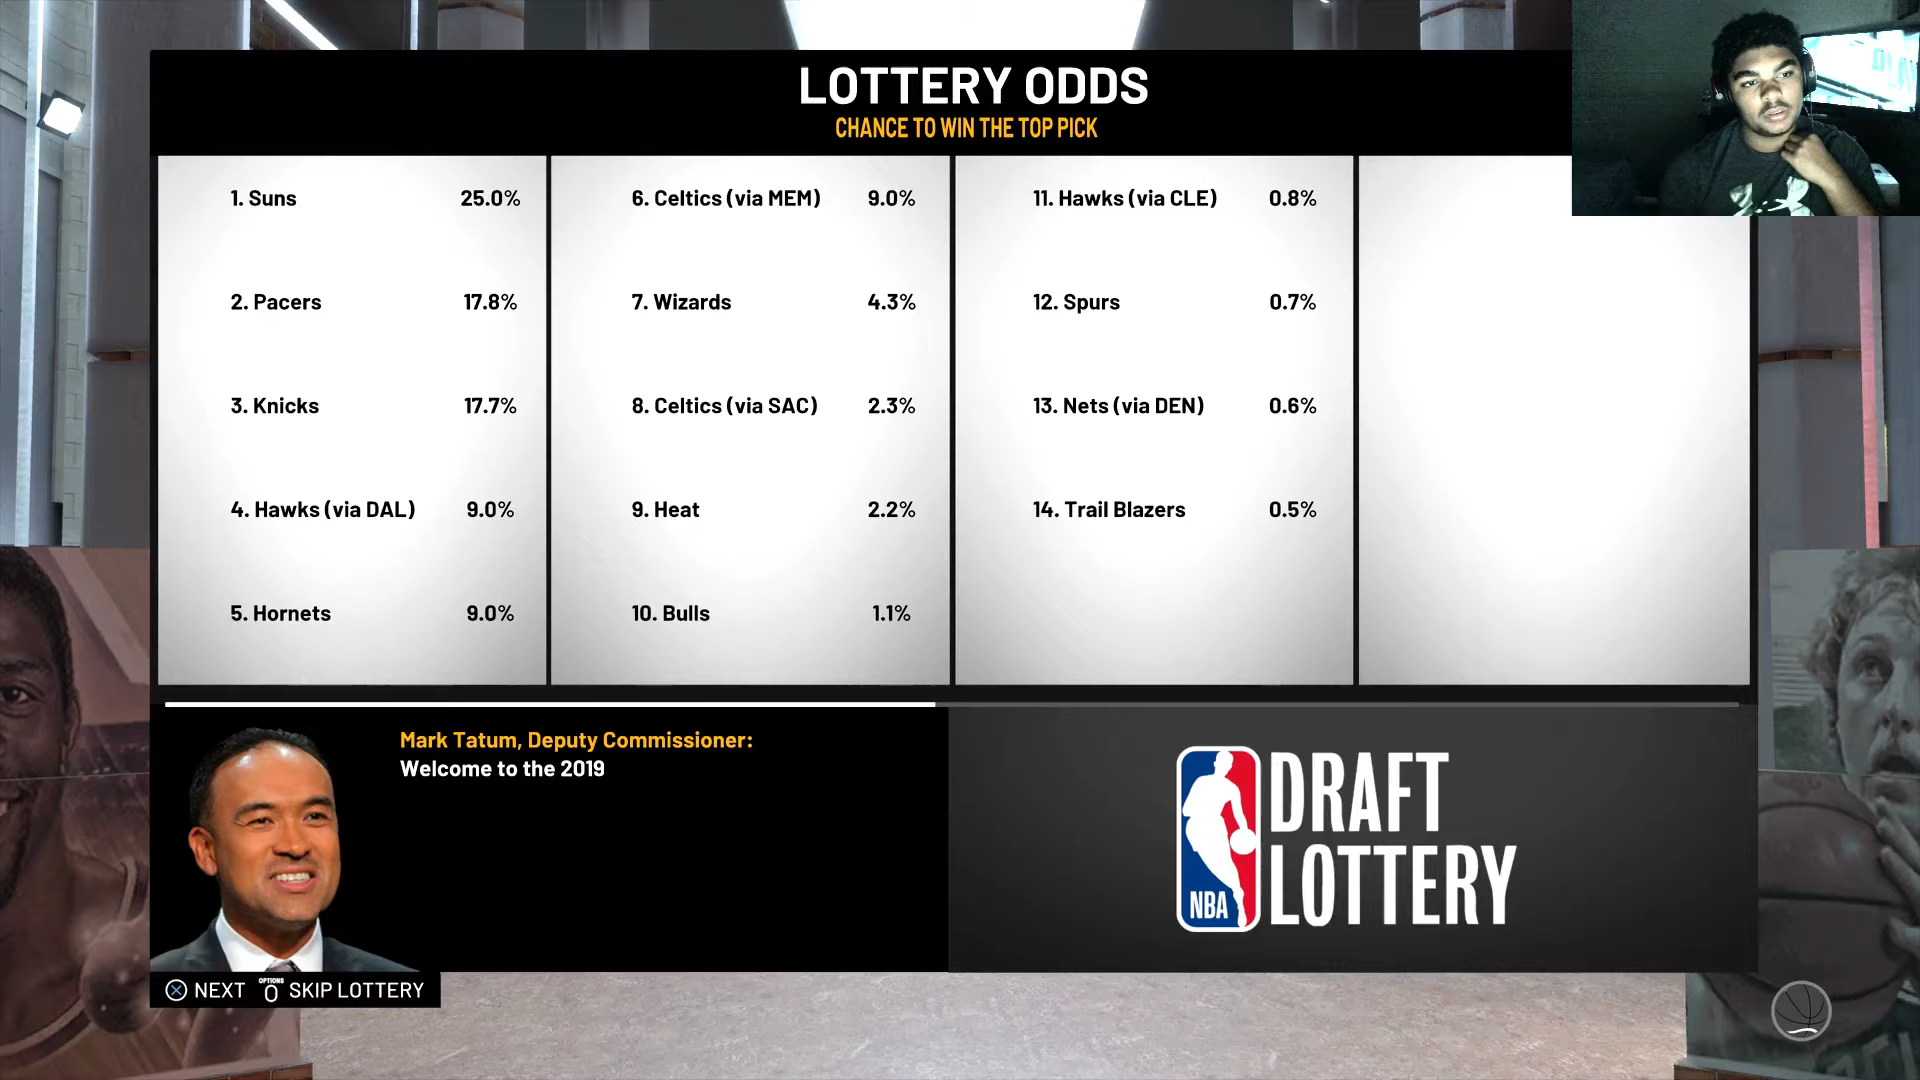 LOTTERY ODDS
CHANCE TO WIN THE TOP PICK
1. Suns 25.0%
2. Pacers 17.8%
3. Knicks 17.7%
4. Hawks (via DAL) 9.0%
5. Hornets 9.0%
6. Celtics (via MEM) 9.0%
7. Wizards 4.3%
8. Celtics (via SAC) 2.3%
9. Heat 2.2%
10. Bulls 1.1%
11. Hawks (via CLE) 0.8%
12. Spurs 0.7%
13. Nets (via DEN) 0.6%
14. Trail Blazers 0.5%
Mark Tatum, Deputy Commissioner:
Welcome to the 2019
NBA
DRAFT
LOTTERY
NEXT OPTIONS SKIP LOTTERY